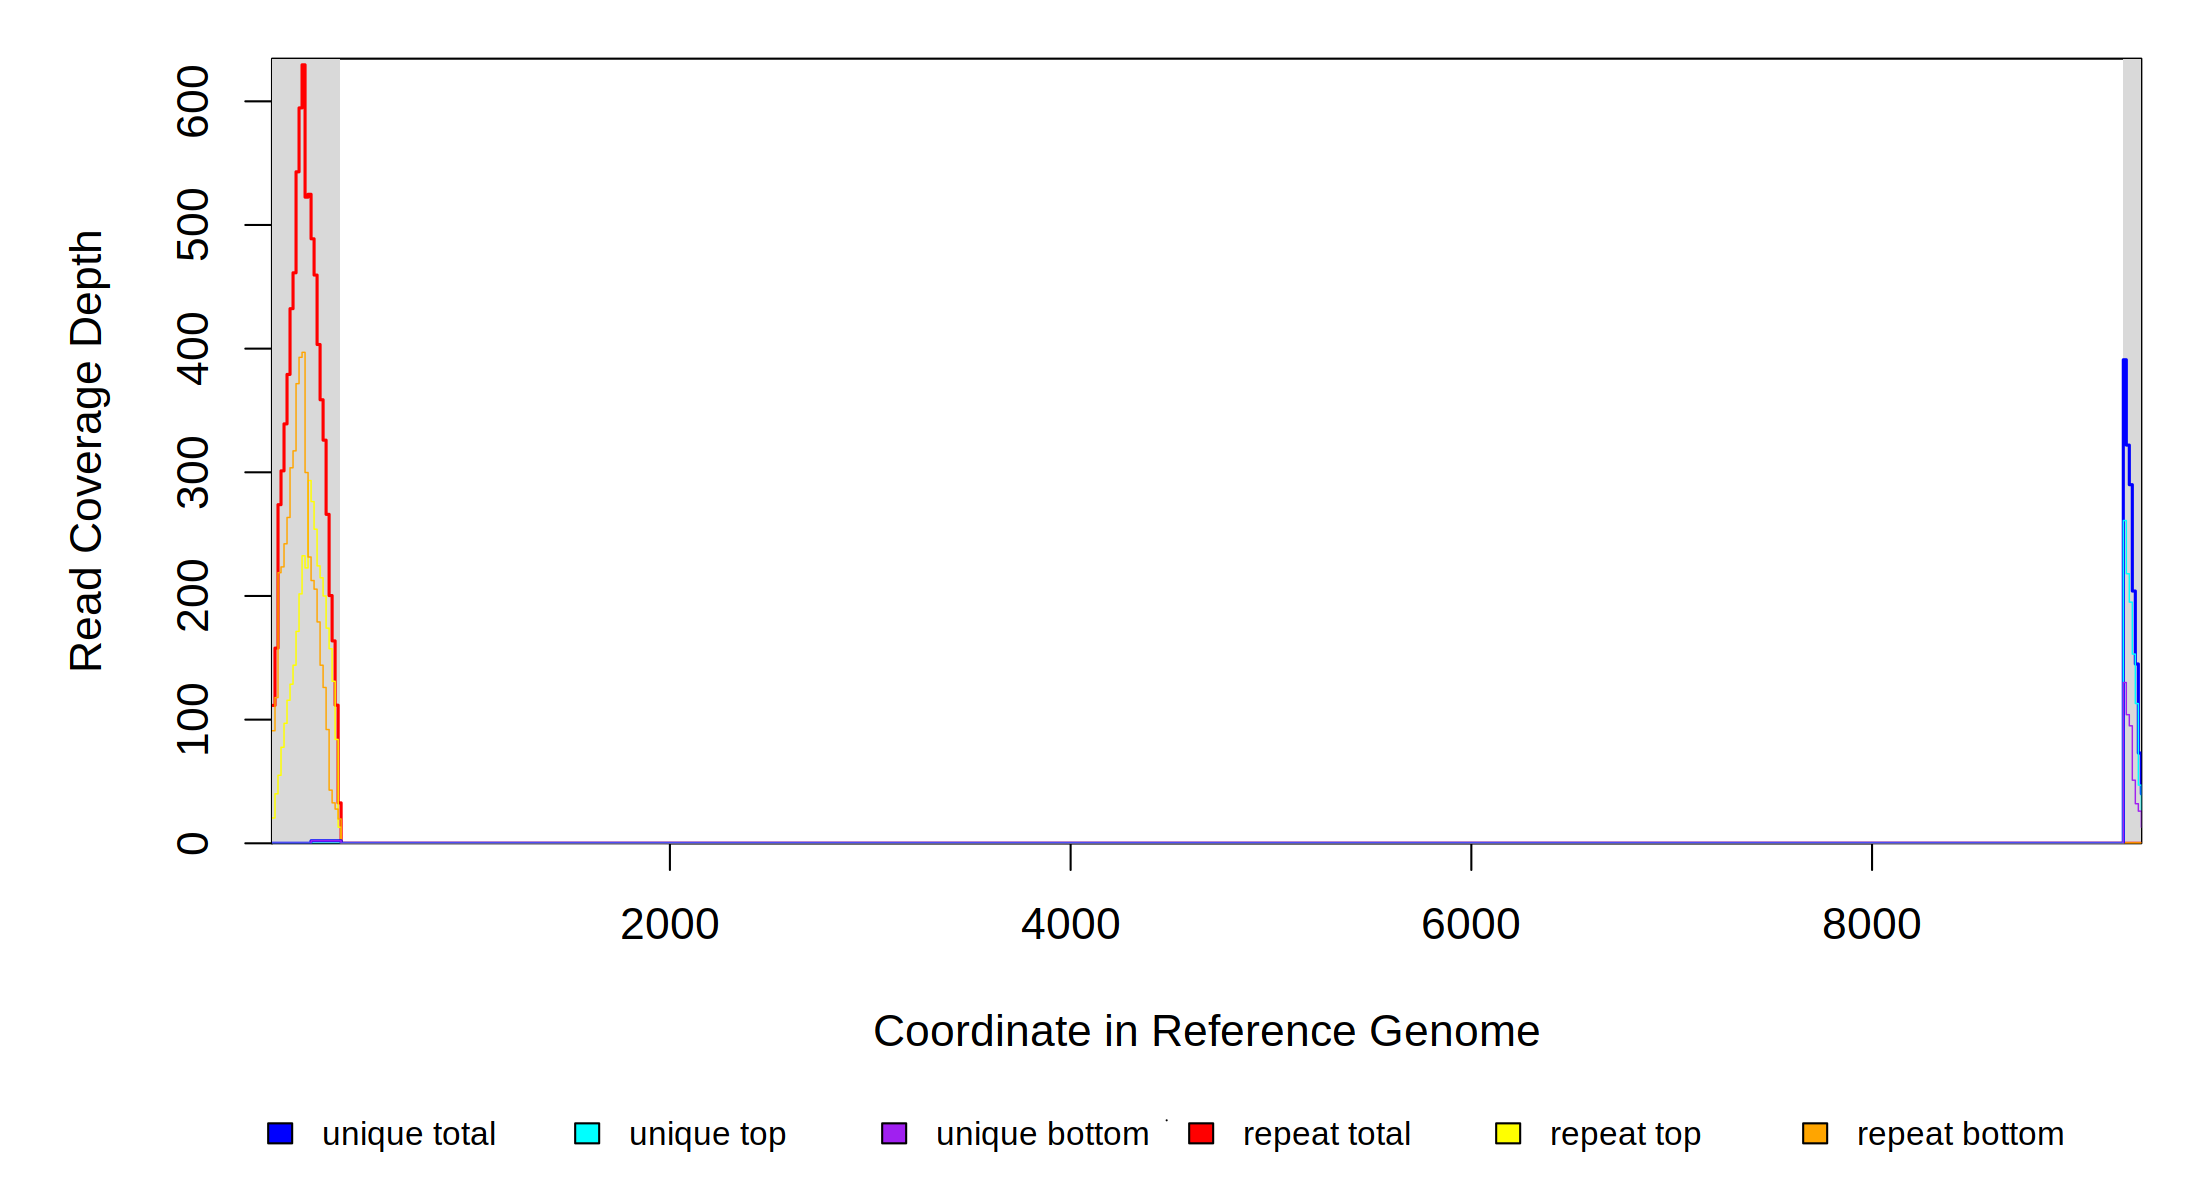 600
500
400
300
200
100
0
Read Coverage Depth
2000 4000 6000 8000
Coordinate in Reference Genome
unique total unique top unique bottom repeat total repeat top repeat bottom